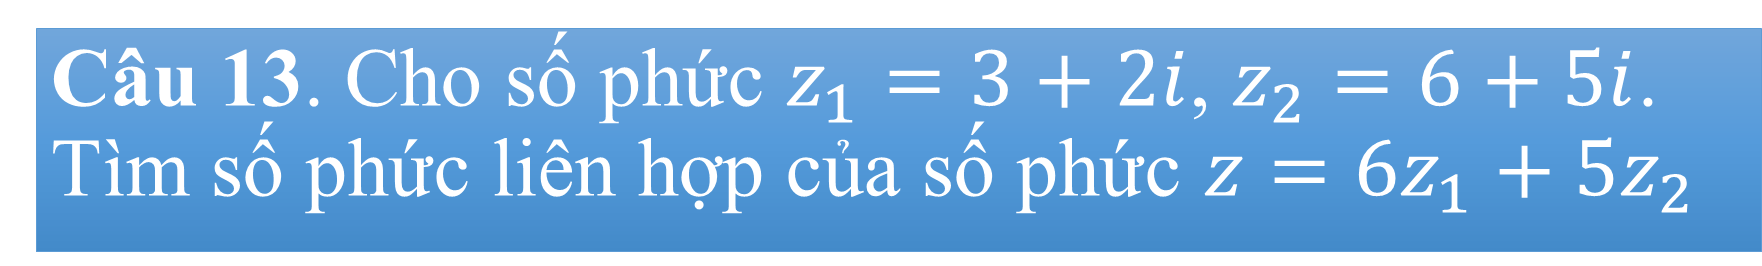 Câu 13. Cho số phức z₁ = 3 + 2i, z₂ = 6 + 5i.
Tìm số phức liên hợp của số phức z = 6z₁ + 5z₂